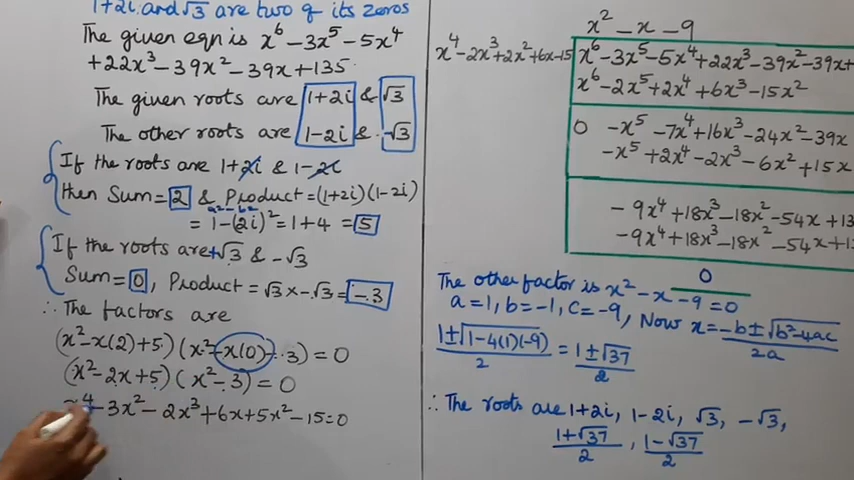 1+2i and √3 are two of its zeros
The given eqn is x⁶ – 3x⁵ – 5x⁴
+22x³ – 39x² – 39x + 135.
The given roots are 1+2i & √3
The other roots are 1-2i & -√3
If the roots are 1+2i & 1-2i
then Sum = 2 & Product = (1+2i)(1-2i)
a² - b²
= 1-(2i)² = 1+4 = 5
If the roots are +√3 & -√3
Sum = 0, Product = √3 x -√3 = -3
∴ The factors are
(x² - x(2)+5) (x² - x(0) - 3) = 0
(x² - 2x + 5) (x² - 3) = 0
3x² - 2x³ + 6x + 5x² - 15 = 0
x² - x - 9
x⁴ - 2x³ + 2x² + 6x - 15
x⁶ - 3x⁵ - 5x⁴ + 22x³ - 39x² - 39x +
x⁶ - 2x⁵ + 2x⁴ + 6x³ - 15x²
0 - x⁵ - 7x⁴ + 16x³ - 24x² - 39x
- x⁵ + 2x⁴ - 2x³ - 6x² + 15x
- 9x⁴ + 18x³ - 18x² - 54x + 13
- 9x⁴ + 18x³ - 18x² - 54x + 1
0
The other factor is x² - x - 9 = 0
a = 1, b = -1, c = -9, Now x = -b ± √b² - 4ac / 2a
1 ± √1 - 4(1)(-9) / 2 = 1 ± √37 / 2
∴ The roots are 1+2i, 1-2i, √3, -√3,
1+√37 / 2 , 1-√37 / 2